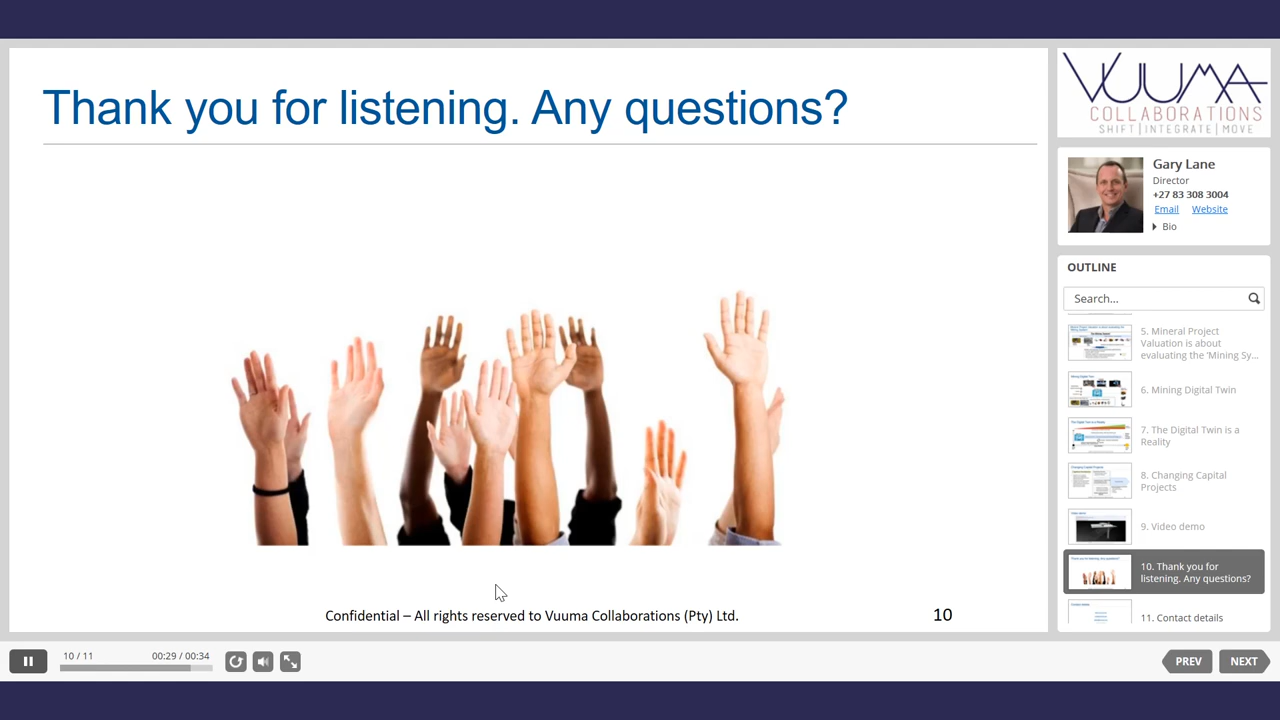 Thank you for listening. Any questions?
Confidential – All rights reserved to Vuuma Collaborations (Pty) Ltd.
10
VUUMA
COLLABORATIONS
SHIFT|INTEGRATE|MOVE
Gary Lane
Director
+27 83 308 3004
Email Website
Bio
OUTLINE
Search...
5. Mineral Project
Valuation is about
evaluating the ‘Mining Sy...
6. Mining Digital Twin
7. The Digital Twin is a
Reality
8. Changing Capital
Projects
9. Video demo
10. Thank you for
listening. Any questions?
11. Contact details
10 / 11
00:29 / 00:34
PREV
NEXT